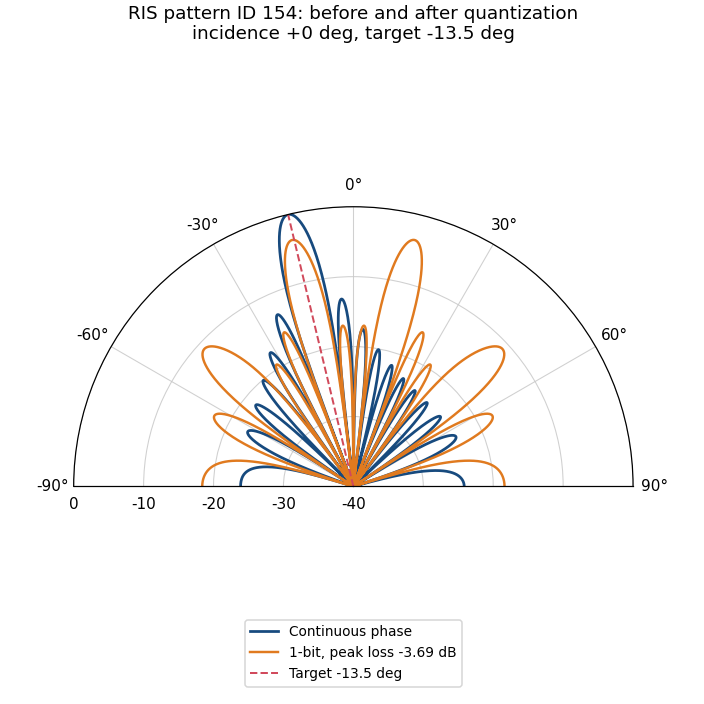 RIS pattern ID 154: before and after quantization
incidence +0 deg, target -13.5 deg
0°
-30°
30°
-60°
60°
-90°
90°
0
-10
-20
-30
-40
Continuous phase
1-bit, peak loss -3.69 dB
Target -13.5 deg